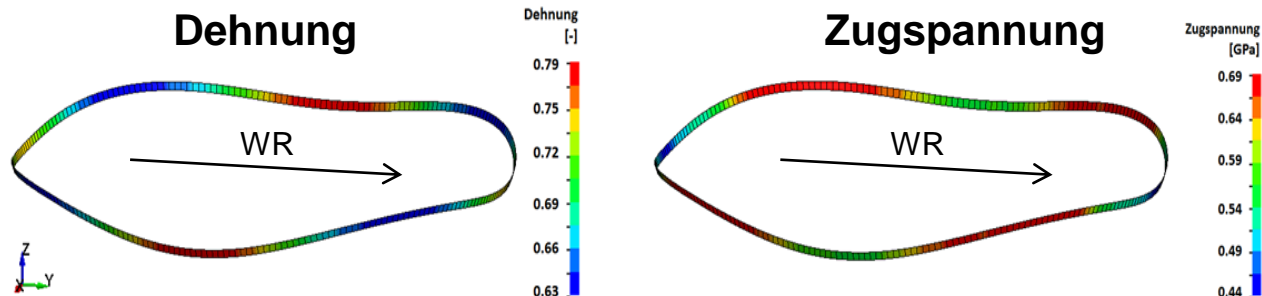 Dehnung
Dehnung
[-]
0.79
0.75
0.72
0.69
0.66
0.63
WR
Z
X
Y
Zugspannung
Zugspannung
[GPa]
0.69
0.64
0.59
0.54
0.49
0.44
WR